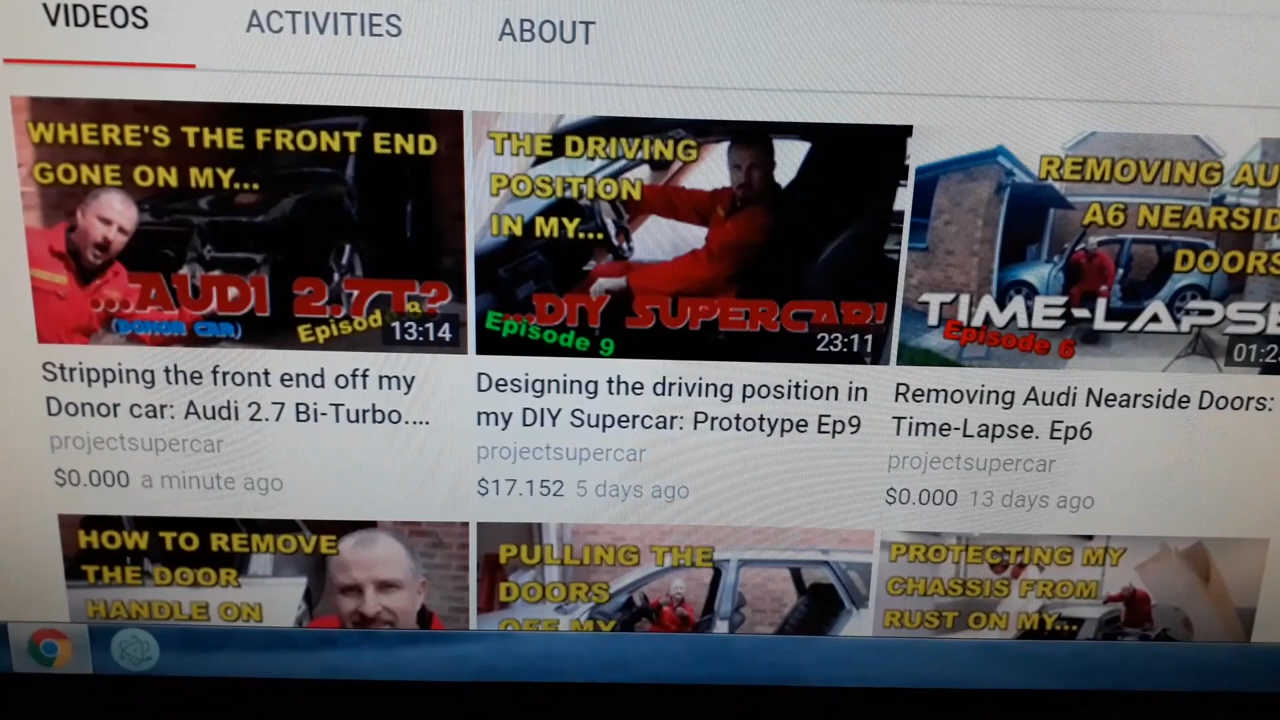 VIDEOS
ACTIVITIES
ABOUT
WHERE'S THE FRONT END
GONE ON MY...
...AUDI 2.7T?
(DONOR CAR)
Episod
13:14
THE DRIVING
POSITION
IN MY...
...DIY SUPERCAR!
Episode 9
23:11
REMOVING AU
A6 NEARSID
DOORS
TIME-LAPSE
Episode 6
01:2
Stripping the front end off my
Donor car: Audi 2.7 Bi-Turbo....
projectsupercar
$0.000 a minute ago
Designing the driving position in
my DIY Supercar: Prototype Ep9
projectsupercar
$17.152 5 days ago
Removing Audi Nearside Doors:
Time-Lapse. Ep6
projectsupercar
$0.000 13 days ago
HOW TO REMOVE
THE DOOR
HANDLE ON
PULLING THE
DOORS
OFF MY
PROTECTING MY
CHASSIS FROM
RUST ON MY...